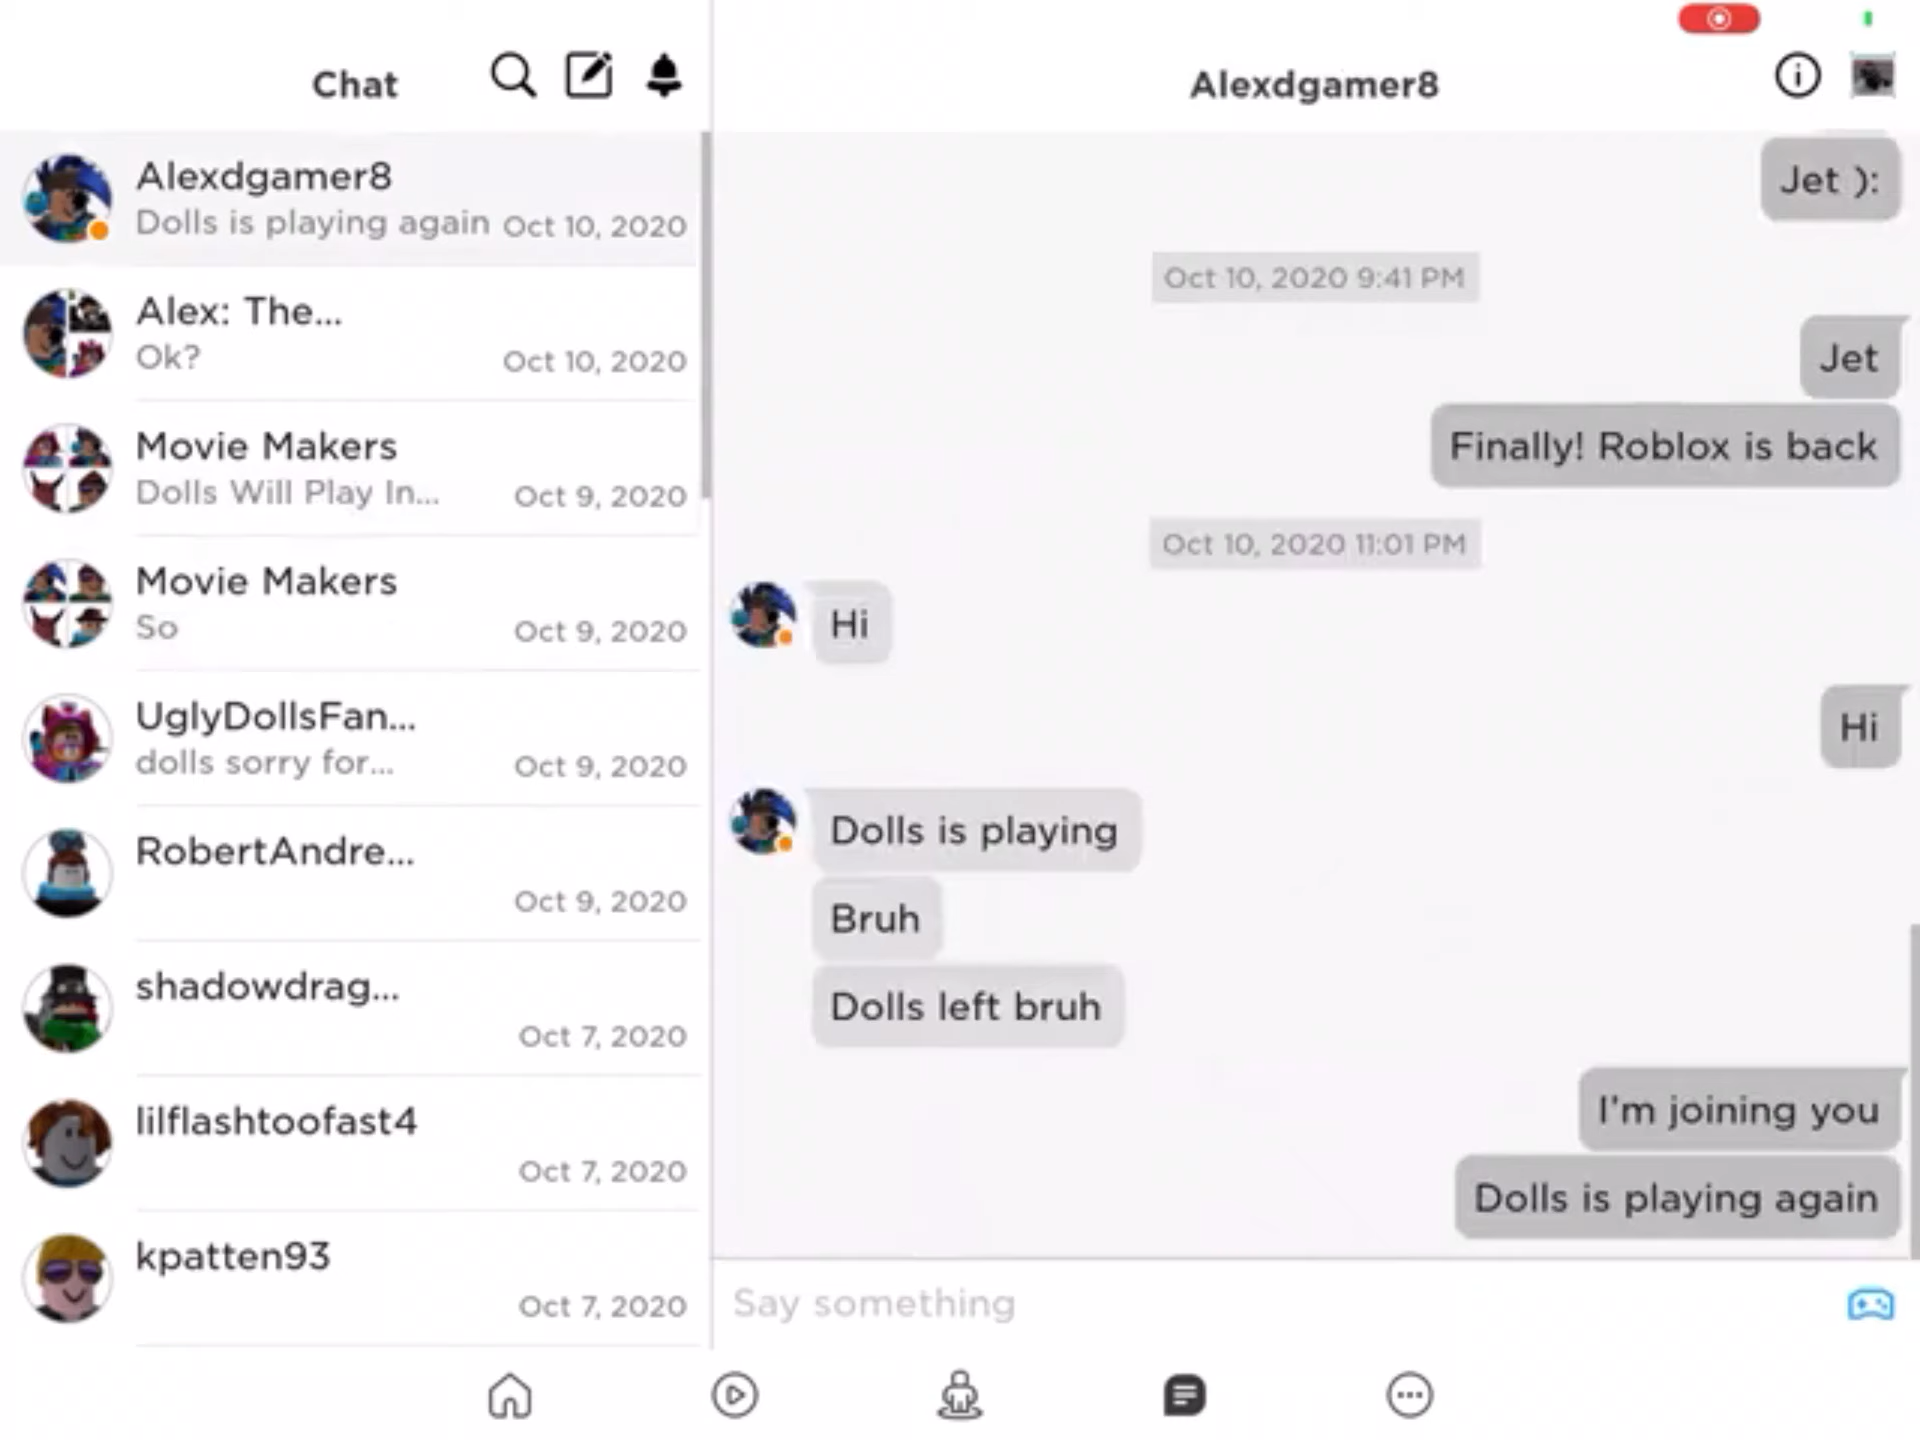 Chat
Alexdgamer8
Dolls is playing again Oct 10, 2020
Alex: The...
Ok? Oct 10, 2020
Movie Makers
Dolls Will Play In... Oct 9, 2020
Movie Makers
So Oct 9, 2020
UglyDollsFan...
dolls sorry for... Oct 9, 2020
RobertAndre...
Oct 9, 2020
shadowdrag...
Oct 7, 2020
lilflashtoofast4
Oct 7, 2020
kpatten93
Oct 7, 2020
Alexdgamer8
Jet ):
Oct 10, 2020 9:41 PM
Jet
Finally! Roblox is back
Oct 10, 2020 11:01 PM
Hi
Hi
Dolls is playing
Bruh
Dolls left bruh
I'm joining you
Dolls is playing again
Say something